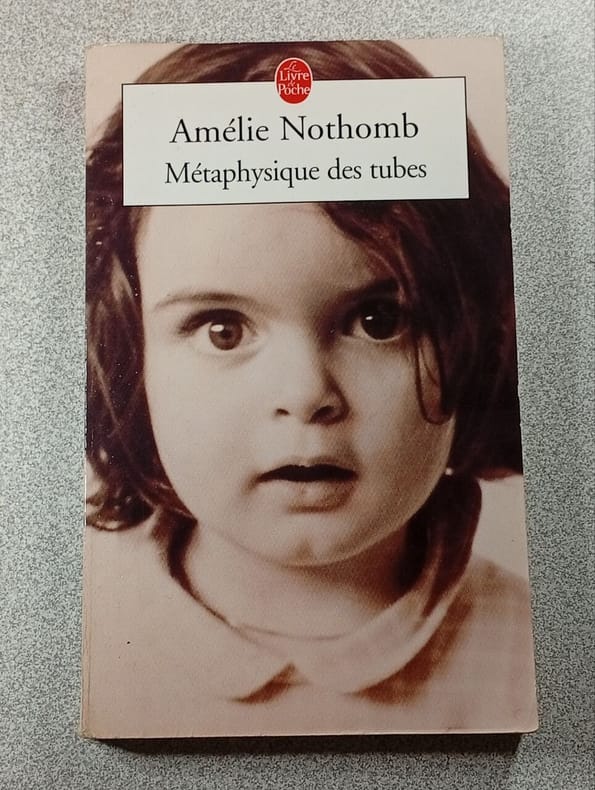 Le
Livre
de
Poche
Amélie Nothomb
Métaphysique des tubes